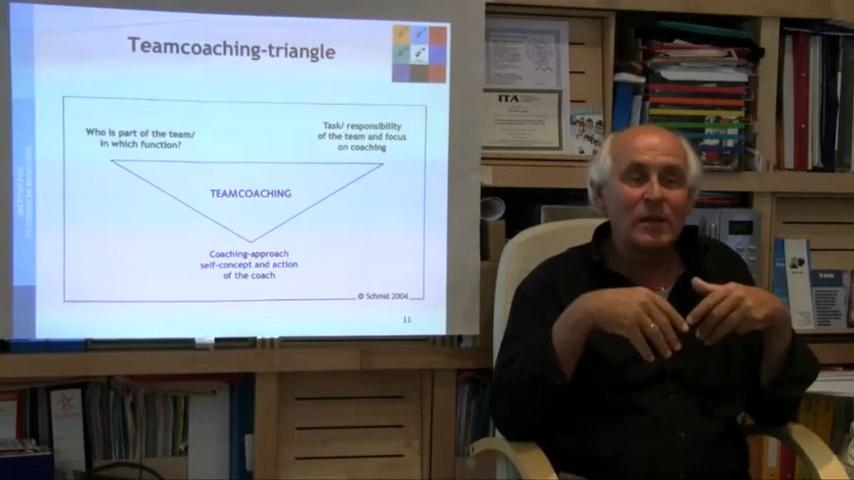 Teamcoaching-triangle
Who is part of the team/
in which function?
Task/ responsibility
of the team and focus
on coaching
TEAMCOACHING
Coaching-approach
self-concept and action
of the coach
© Schmid 2004
11
ITA